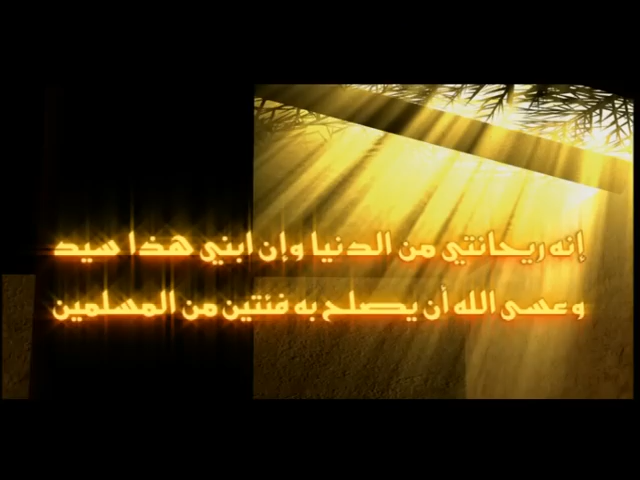 إنه ريحانتي من الدنيا وإن ابني هذا سيد
وعسى الله أن يصلح به فئتين من المسلمين